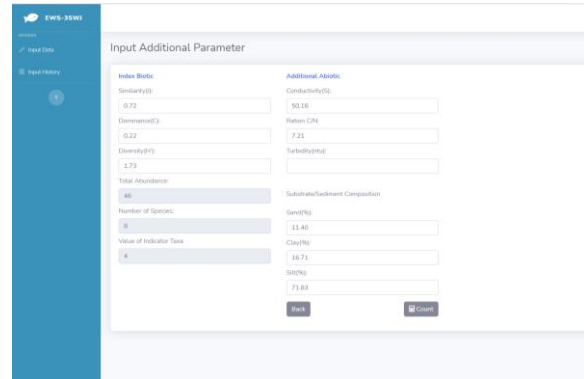 EWS-3SWJ
Input Data
Input History
Input Additional Parameter
Index Biotic
Similarity(I):
0.72
Dominance(C):
0.22
Diversity(H'):
1.73
Total Abundance:
46
Number of Species:
8
Value of Indicator Taxa:
4
Additional Abiotic
Conductivity(S):
50.16
Ratson C/N:
7.21
Turbidity(ntu):
Substrate/Sediment Composition
Sand(%):
11.40
Clay(%):
16.71
Silt(%):
71.83
Back
Count